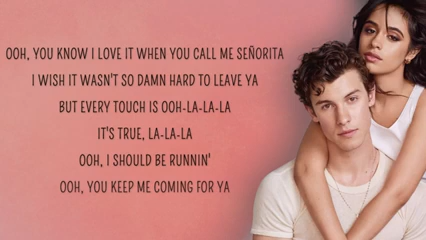 OOH, YOU KNOW I LOVE IT WHEN YOU CALL ME SEÑORITA
I WISH IT WASN'T SO DAMN HARD TO LEAVE YA
BUT EVERY TOUCH IS OOH-LA-LA-LA
IT'S TRUE, LA-LA-LA
OOH, I SHOULD BE RUNNIN'
OOH, YOU KEEP ME COMING FOR YA